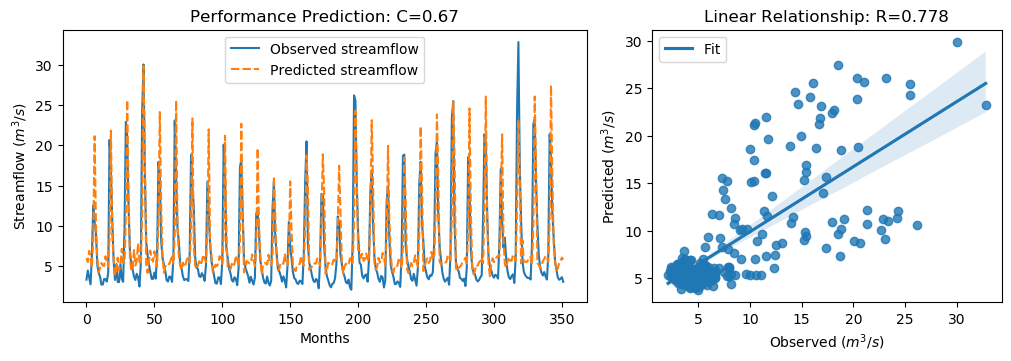 Performance Prediction: C=0.67
Observed streamflow
Predicted streamflow
Streamflow (m³/s)
30
25
20
15
10
5
0
50
100
150
200
250
300
350
Months
Linear Relationship: R=0.778
Fit
Predicted (m³/s)
30
25
20
15
10
5
5
10
15
20
25
30
Observed (m³/s)